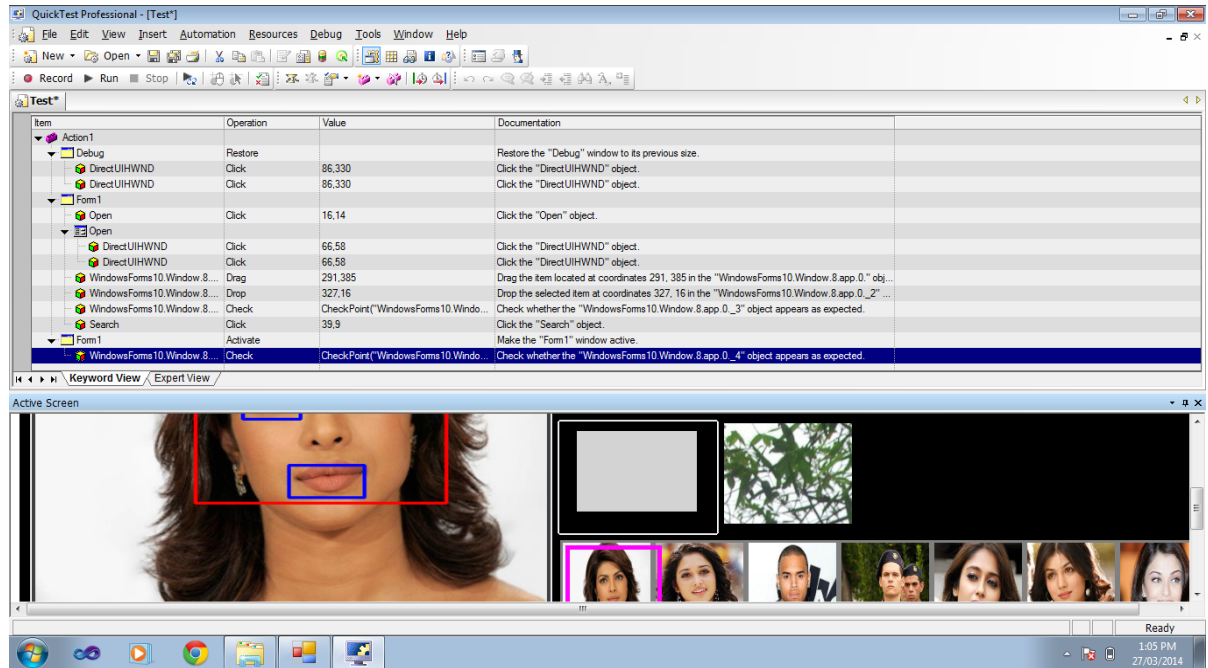 QuickTest Professional - [Test*]
File Edit View Insert Automation Resources Debug Tools Window Help
New Open
Record Run Stop
Test*
Item Operation Value Documentation
Action1
Debug Restore Restore the "Debug" window to its previous size.
DirectUIHWND Click 86,330 Click the "DirectUIHWND" object.
DirectUIHWND Click 86,330 Click the "DirectUIHWND" object.
Form1
Open Click 16,14 Click the "Open" object.
Open
DirectUIHWND Click 66,58 Click the "DirectUIHWND" object.
DirectUIHWND Click 66,58 Click the "DirectUIHWND" object.
WindowsForms10.Window.8.... Drag 291,385 Drag the item located at coordinates 291, 385 in the "WindowsForms10.Window.8.app.0." obj...
WindowsForms10.Window.8.... Drop 327,16 Drop the selected item at coordinates 327, 16 in the "WindowsForms10.Window.8.app.0._2" ...
WindowsForms10.Window.8.... Check CheckPoint("WindowsForms10.Windo... Check whether the "WindowsForms10.Window.8.app.0._3" object appears as expected.
Search Click 39,9 Click the "Search" object.
Form1 Activate Make the "Form1" window active.
WindowsForms10.Window.8.... Check CheckPoint("WindowsForms10.Windo... Check whether the "WindowsForms10.Window.8.app.0._4" object appears as expected.
Keyword View Expert View
Active Screen
Ready
1:05 PM
27/03/2014